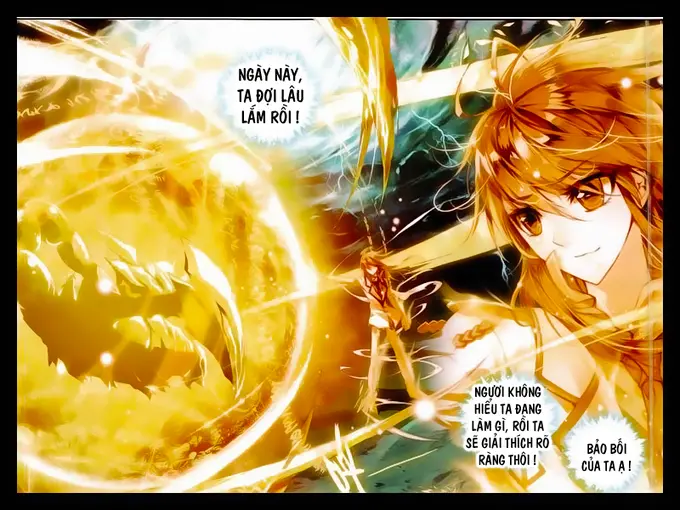 NGÀY NÀY,
TA ĐỢI LÂU
LẮM RỒI !
NGƯƠI KHÔNG
HIỂU TA ĐANG
LÀM GÌ, RỒI TA
SẼ GIẢI THÍCH RÕ
RÀNG THÔI !
BẢO BỐI
CỦA TA Ạ !